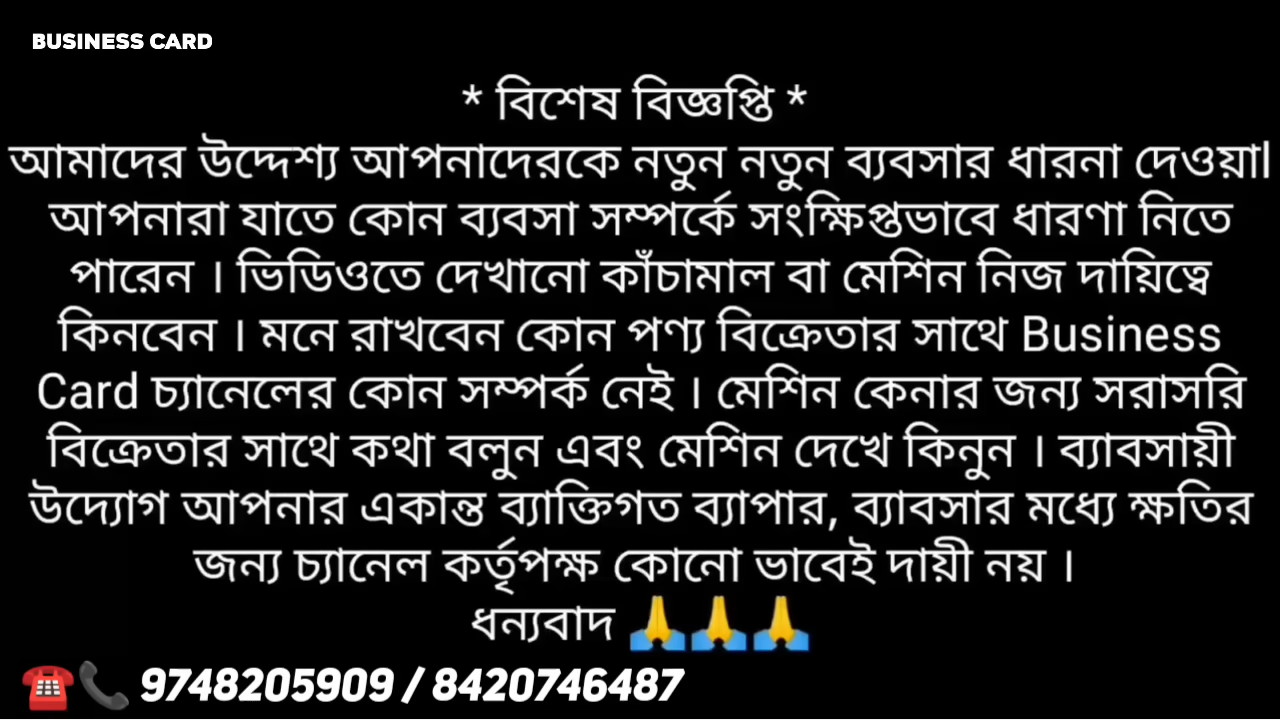 BUSINESS CARD
* বিশেষ বিজ্ঞপ্তি *
আমাদের উদ্দেশ্য আপনাদেরকে নতুন নতুন ব্যবসার ধারনা দেওয়া।
আপনারা যাতে কোন ব্যবসা সম্পর্কে সংক্ষিপ্তভাবে ধারণা নিতে
পারেন । ভিডিওতে দেখানো কাঁচামাল বা মেশিন নিজ দায়িত্বে
কিনবেন । মনে রাখবেন কোন পণ্য বিক্রেতার সাথে Business
Card চ্যানেলের কোন সম্পর্ক নেই । মেশিন কেনার জন্য সরাসরি
বিক্রেতার সাথে কথা বলুন এবং মেশিন দেখে কিনুন । ব্যাবসায়ী
উদ্যোগ আপনার একান্ত ব্যাক্তিগত ব্যাপার, ব্যাবসার মধ্যে ক্ষতির
জন্য চ্যানেল কর্তৃপক্ষ কোনো ভাবেই দায়ী নয় ।
ধন্যবাদ 🙏🙏🙏
☎️📞 9748205909 / 8420746487